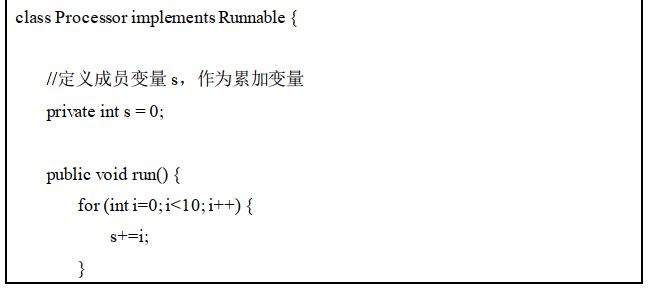 class Processor implements Runnable {
//定义成员变量 s，作为累加变量
private int s = 0;
public void run() {
for (int i=0; i<10; i++) {
s+=i;
}